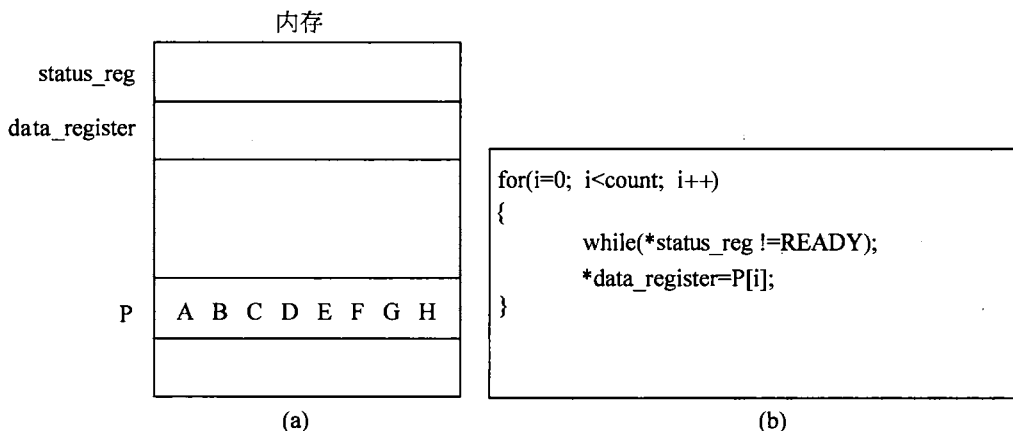 内存
status_reg
data_register
P A B C D E F G H
(a)
for(i=0; i<count; i++)
{
while(*status_reg !=READY);
*data_register=P[i];
}
(b)